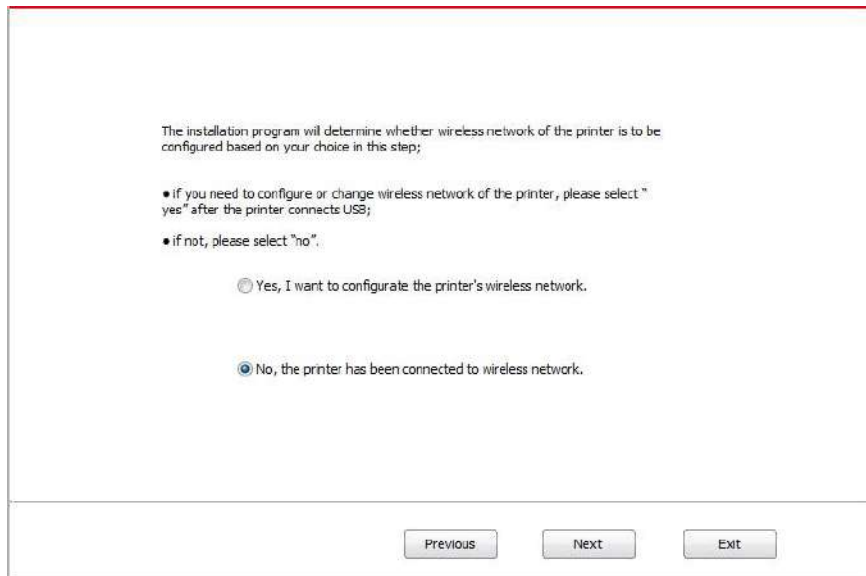 The installation program will determine whether wireless network of the printer is to be
configured based on your choice in this step;
● if you need to configure or change wireless network of the printer, please select "
yes" after the printer connects USB;
● if not, please select "no".
Yes, I want to configurate the printer's wireless network.
No, the printer has been connected to wireless network.
Previous Next Exit